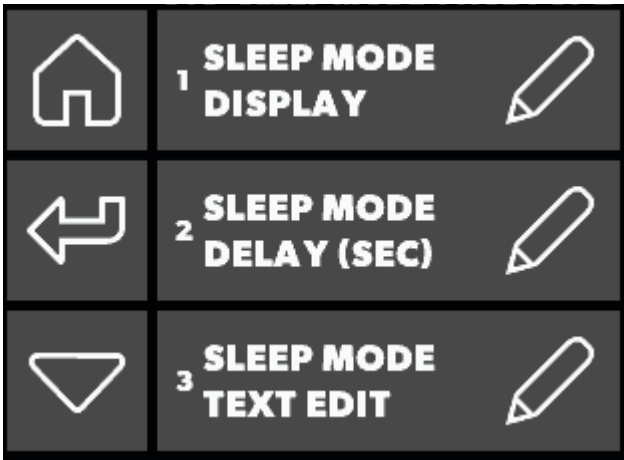 1 SLEEP MODE
DISPLAY
2 SLEEP MODE
DELAY (SEC)
3 SLEEP MODE
TEXT EDIT